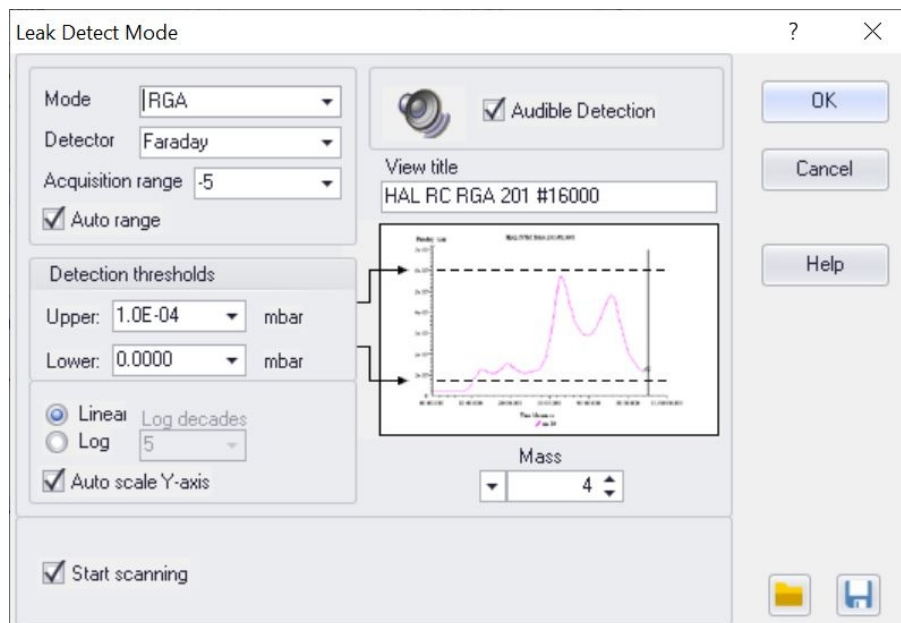 Leak Detect Mode
?
Mode RGA
Detector Faraday
Acquisition range -5
Auto range
Detection thresholds
Upper: 1.0E-04 mbar
Lower: 0.0000 mbar
Linear
Log decades
Log
5
Auto scale Y-axis
Audible Detection
View title
HAL RC RGA 201 #16000
Mass
4
Start scanning
OK
Cancel
Help